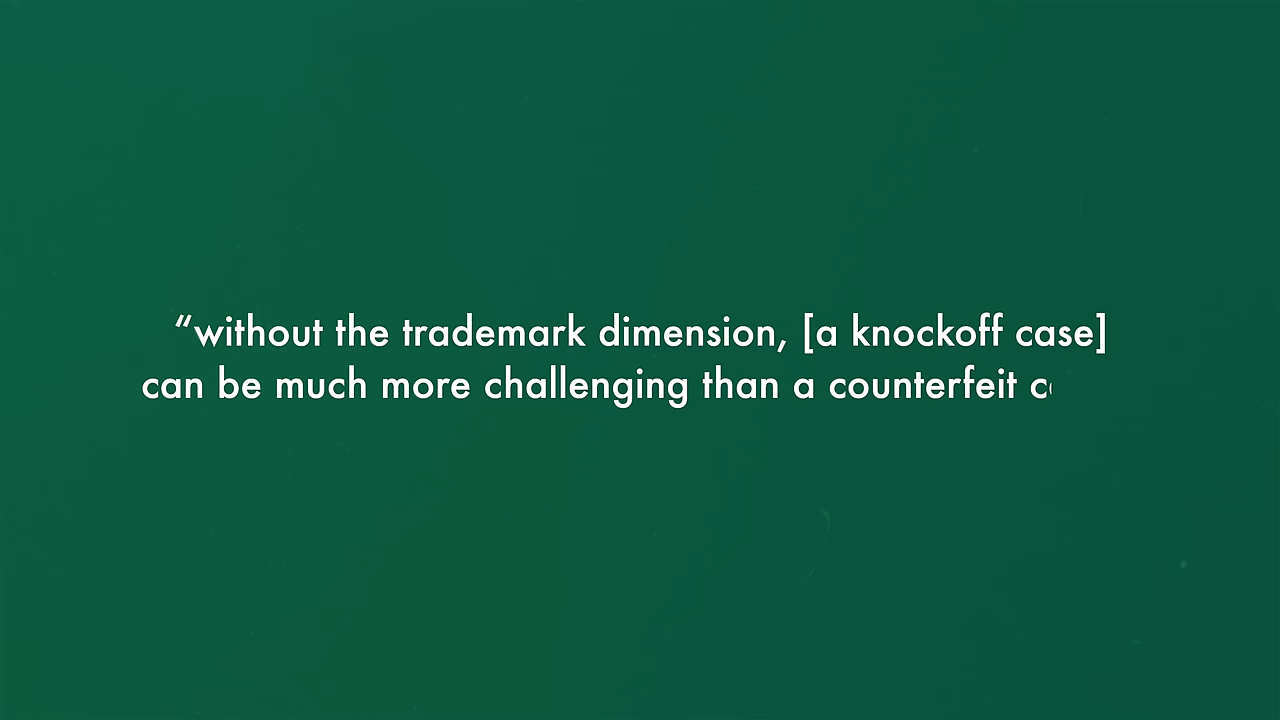 “without the trademark dimension, [a knockoff case]
can be much more challenging than a counterfeit